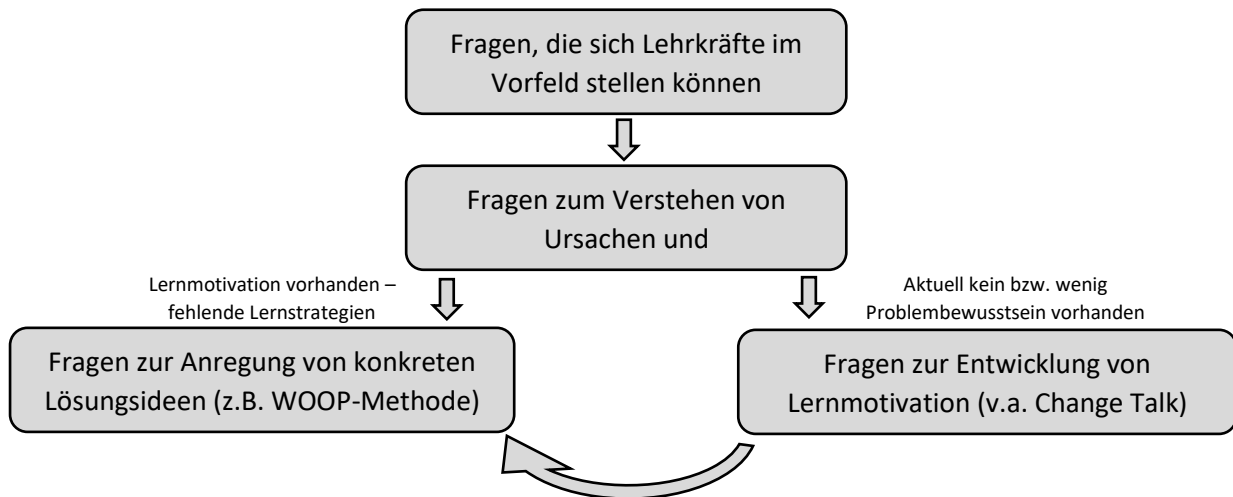 Fragen, die sich Lehrkräfte im
Vorfeld stellen können
Fragen zum Verstehen von
Ursachen und
Lernmotivation vorhanden –
fehlende Lernstrategien
Aktuell kein bzw. wenig
Problembewusstsein vorhanden
Fragen zur Anregung von konkreten
Lösungsideen (z.B. WOOP-Methode)
Fragen zur Entwicklung von
Lernmotivation (v.a. Change Talk)